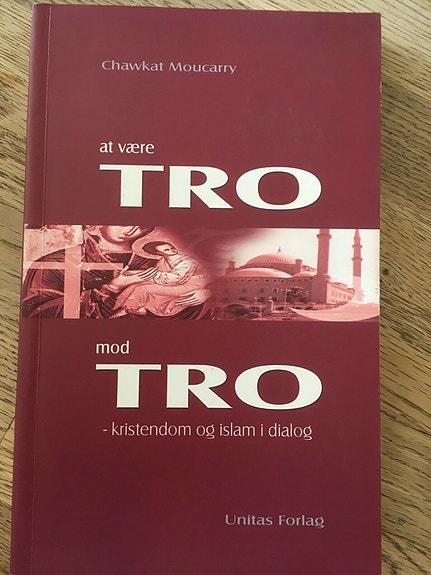 Chawkat Moucarry
at være
TRO
mod
TRO
- kristendom og islam i dialog
Unitas Forlag